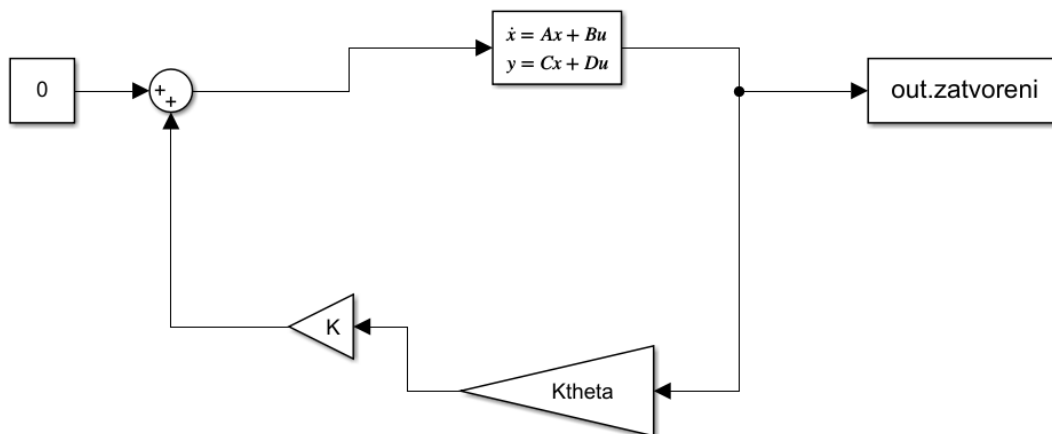 0
+
+
ẋ = Ax + Bu
y = Cx + Du
out.zatvoreni
K
Ktheta